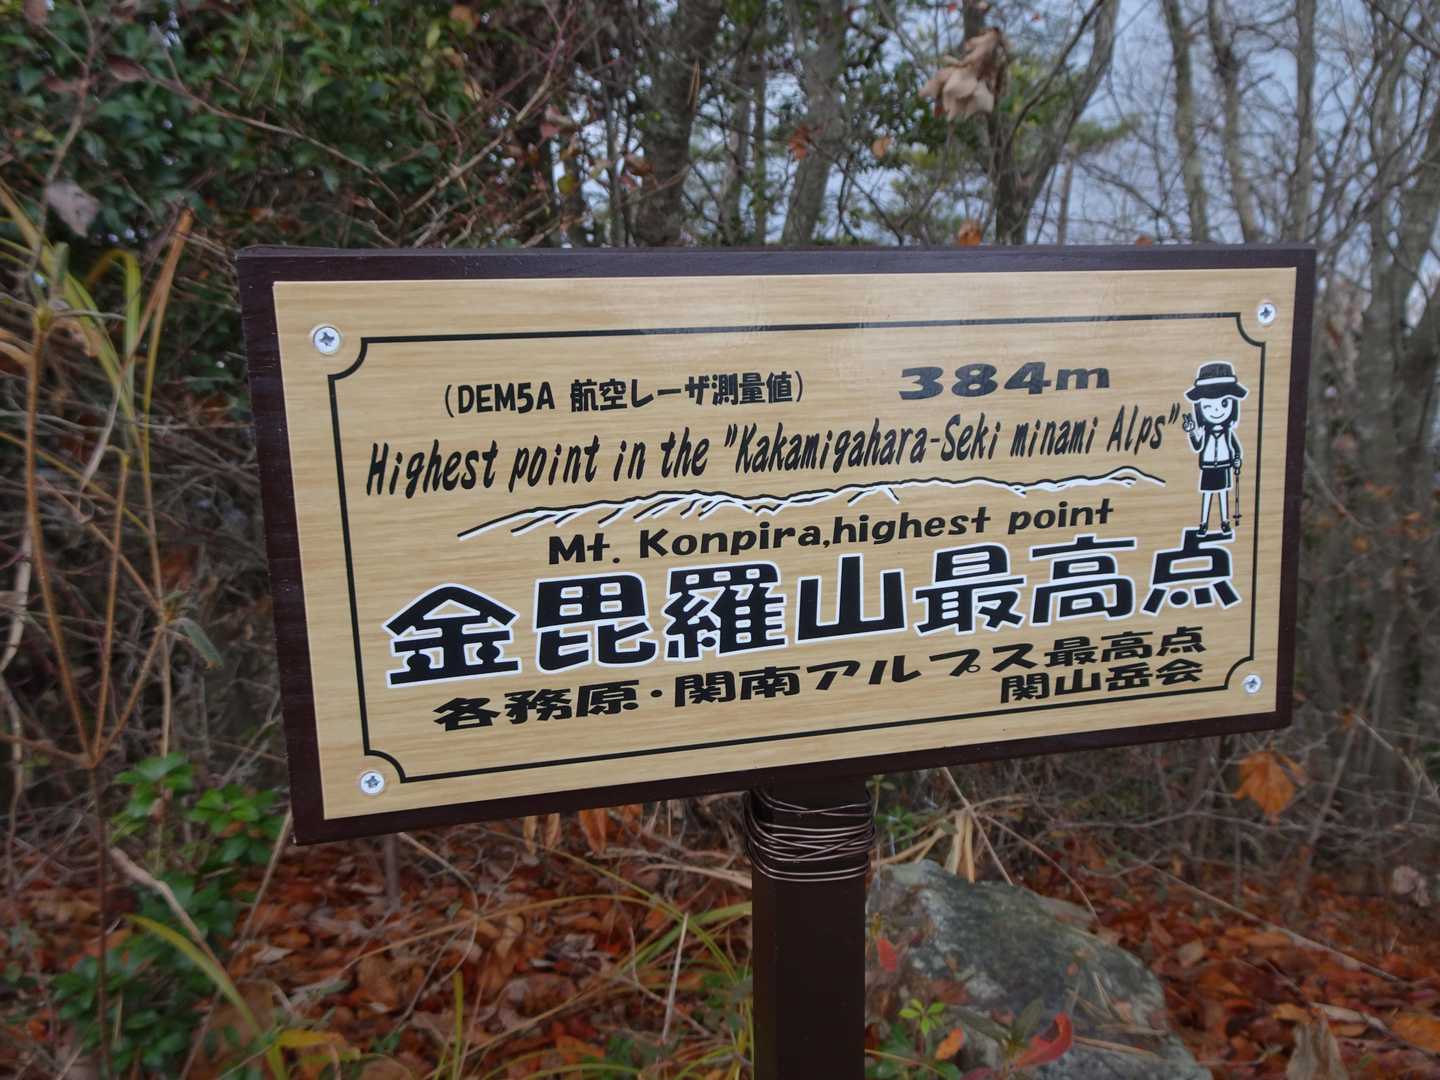 (DEM5A 航空レーザ測量値) 384m
Highest point in the "Kakamigahara-Seki minami Alps"
Mt. Konpira,highest point
金毘羅山最高点
各務原・関南アルプス最高点
関山岳会